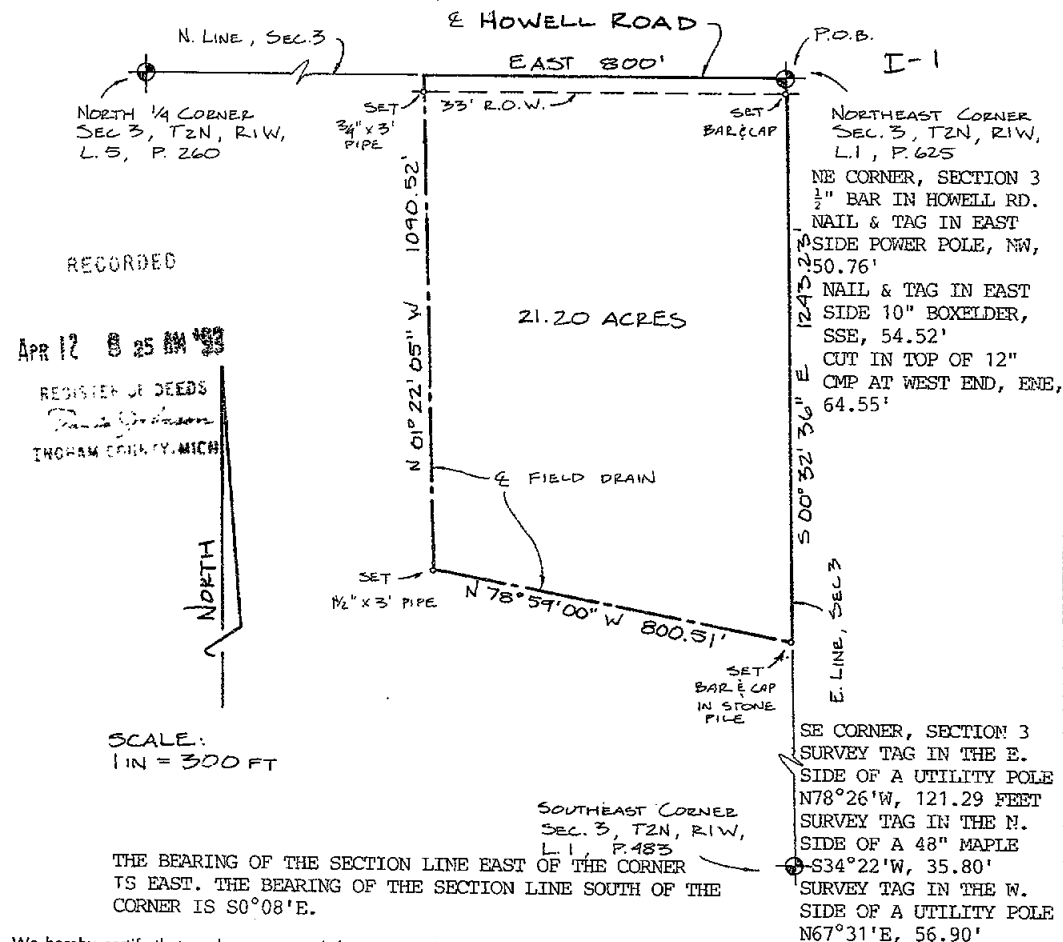 ℄ HOWELL ROAD
N. LINE, SEC. 3
P.O.B.
I-1
EAST 800'
NORTH 1/4 CORNER
SEC 3, T2N, R1W,
L. 5, P. 260
SET
3/4" x 3'
PIPE
33' R.O.W.
SET
BAR & CAP
NORTHEAST CORNER
SEC. 3, T2N, R1W,
L.1, P.625
NE CORNER, SECTION 3
½" BAR IN HOWELL RD.
NAIL & TAG IN EAST
SIDE POWER POLE, NW,
50.76'
NAIL & TAG IN EAST
SIDE 10" BOXELDER,
SSE, 54.52'
CUT IN TOP OF 12"
CMP AT WEST END, ENE,
64.55'
RECORDED
APR 12 8 25 AM '93
REGISTER OF DEEDS
INGHAM COUNTY, MICH
N 01° 22' 05" W 1090.52'
21.20 ACRES
S 00° 32' 36" E 1243.23'
℄ FIELD DRAIN
NORTH
SET
1½" x 3' PIPE
N 78° 59' 00" W 800.51'
E. LINE, SEC 3
SET
BAR & CAP
IN STONE
PILE
SCALE:
1 IN = 300 FT
SE CORNER, SECTION 3
SURVEY TAG IN THE E.
SIDE OF A UTILITY POLE
N78°26'W, 121.29 FEET
SURVEY TAG IN THE N.
SIDE OF A 48" MAPLE
S34°22'W, 35.80'
SURVEY TAG IN THE W.
SIDE OF A UTILITY POLE
N67°31'E, 56.90'
SOUTHEAST CORNER
SEC. 3, T2N, R1W,
L.1, P.483
THE BEARING OF THE SECTION LINE EAST OF THE CORNER
IS EAST. THE BEARING OF THE SECTION LINE SOUTH OF THE
CORNER IS S0°08'E.
We hereby certify that